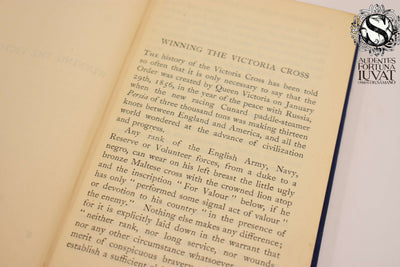 WINNING THE VICTORIA CROSS
THE history of the Victoria Cross has been told
so often that it is only necessary to say that the
Order was created by Queen Victoria on January
29th, 1856, in the year of the peace with Russia,
when the new racing Cunard paddle-steamer
Persia of three thousand tons was making thirteen
knots between England and America, and all the
world wondered at the advance of civilization
and progress.
Any rank of the English Army, Navy,
Reserve or Volunteer forces, from a duke to a
negro, can wear on his left breast the little ugly
bronze Maltese cross with the crowned lion atop
and the inscription "For Valour" below, if he
has only "performed some signal act of valour"
or devotion to his country "in the presence of
the enemy." Nothing else makes any difference;
for it is explicitly laid down in the warrant that
"neither rank, nor long service, nor wounds
nor any other circumstance whatsoever
merit of conspicuous bravery
establish a sufficient
AUDENTES
FORTUNA
IUVAT